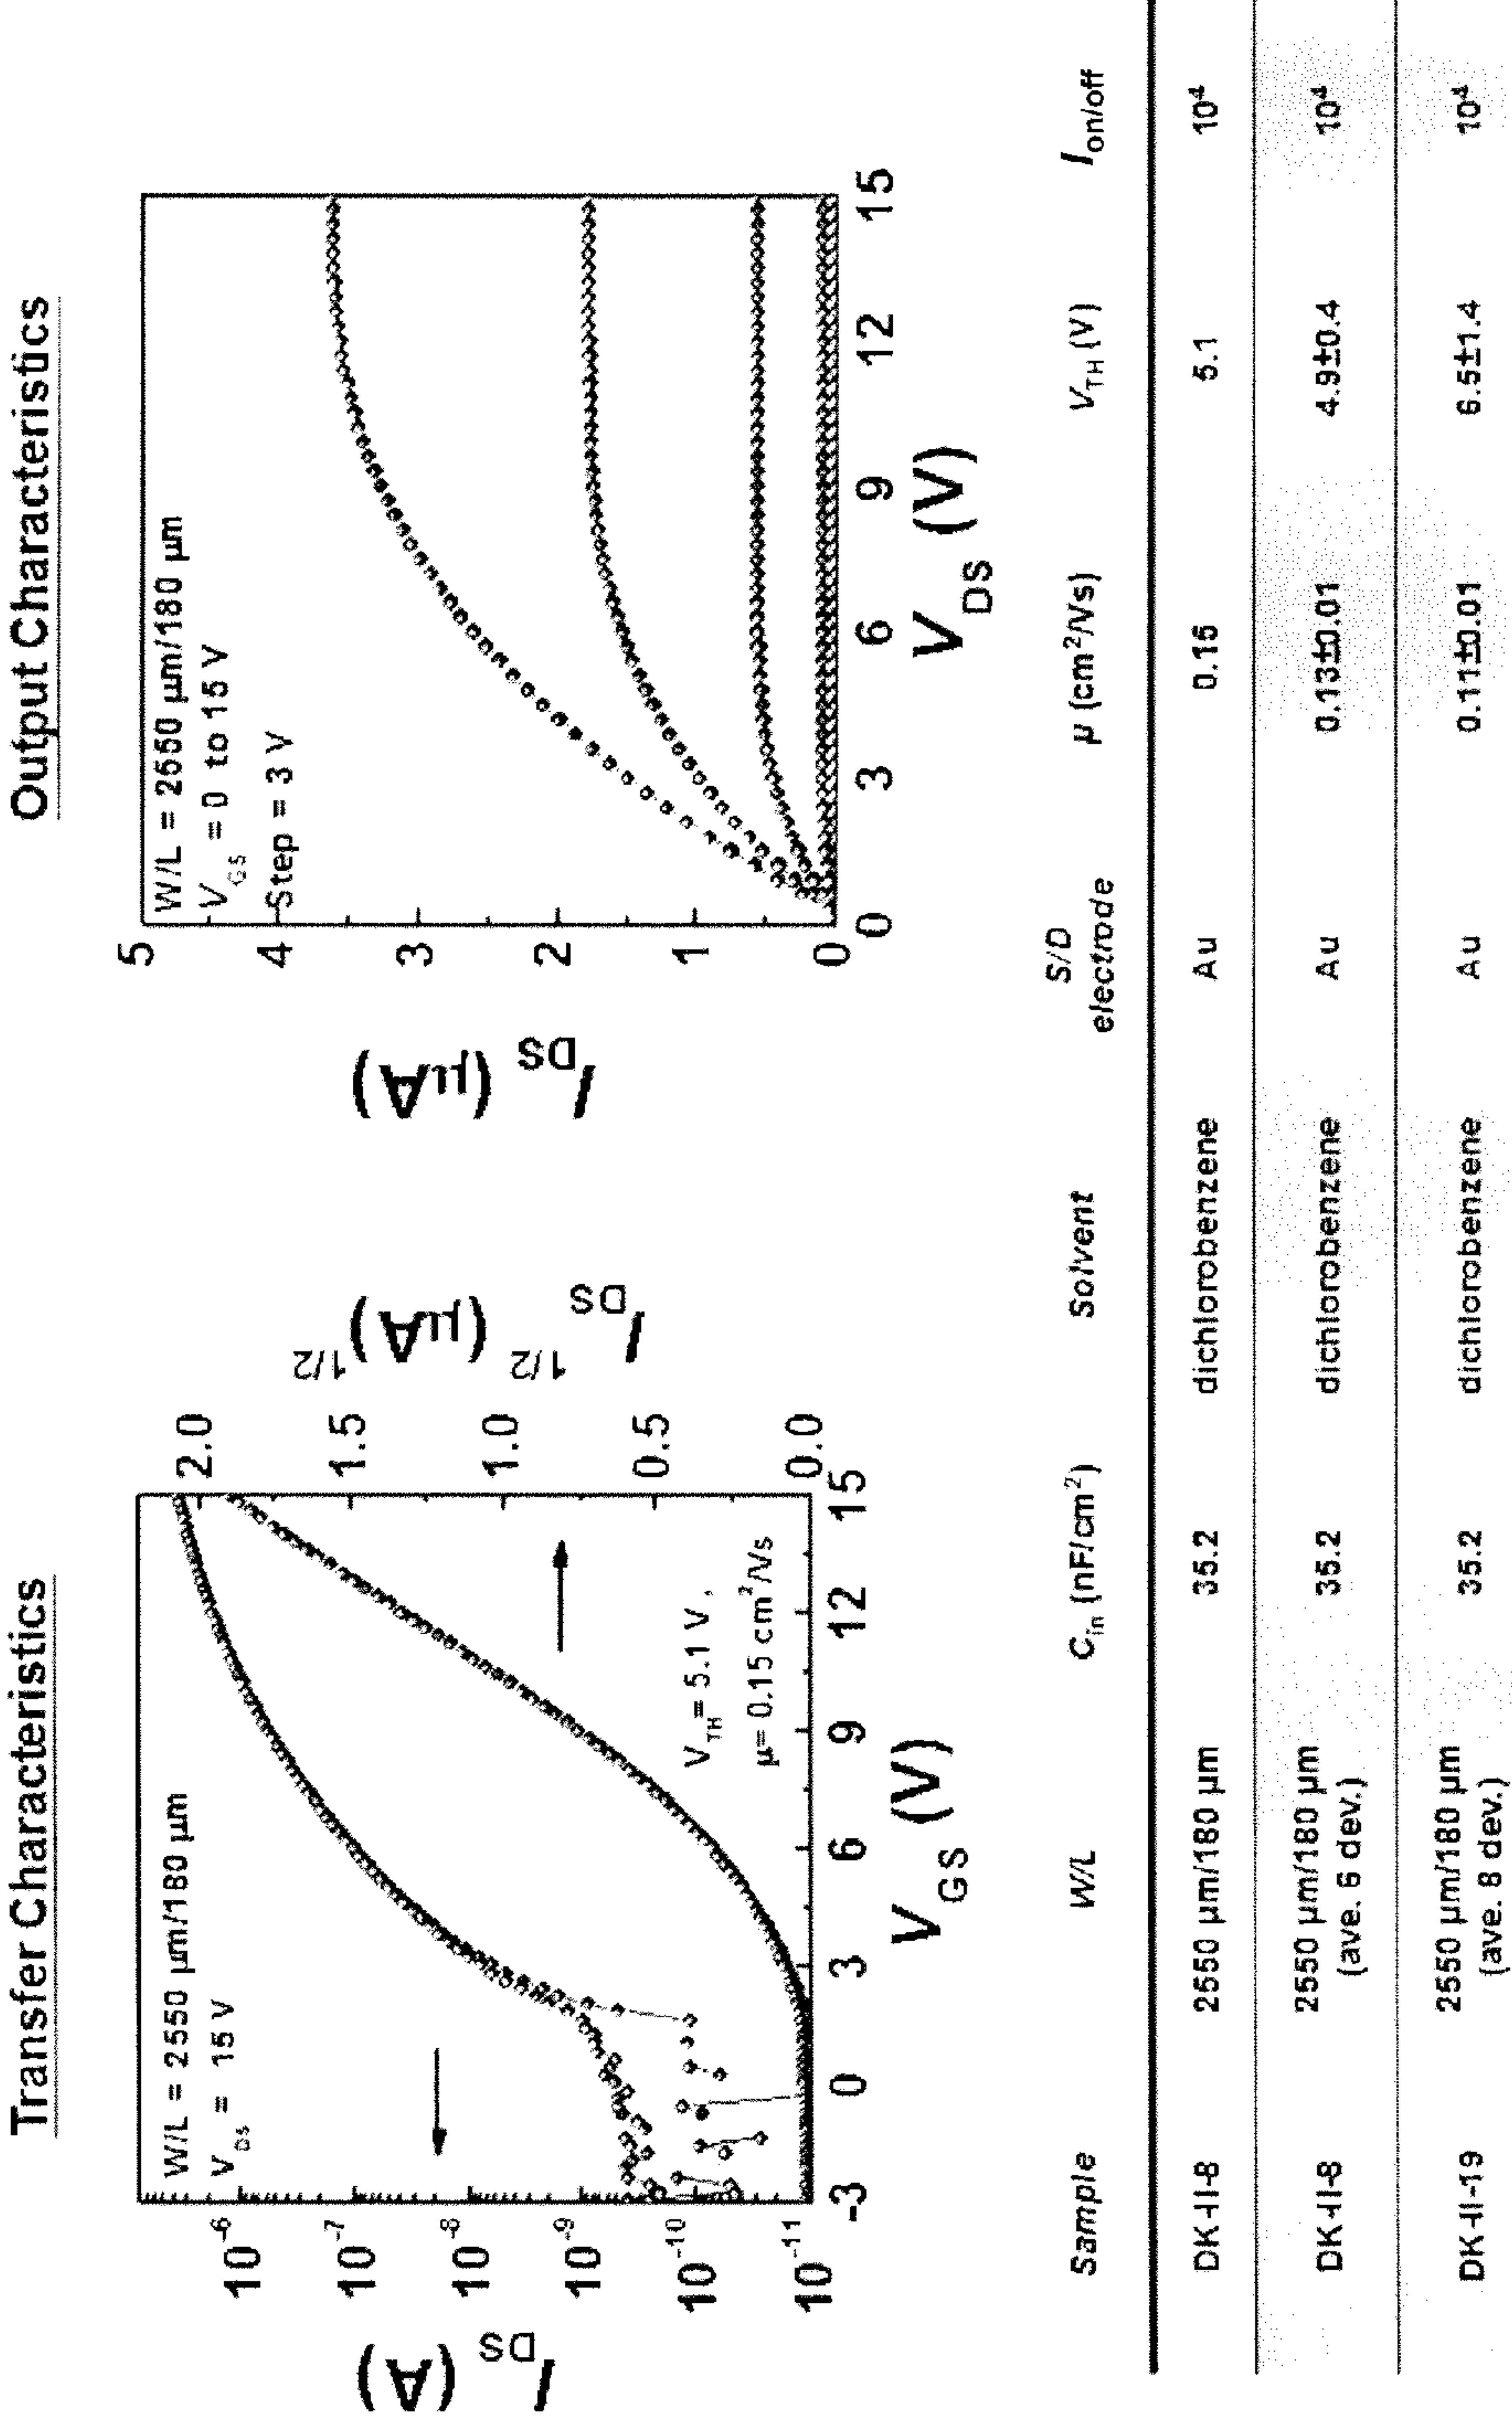 Transfer Characteristics
W/L = 2550 µm/180 µm
V_DS = 15 V
V_TH = 5.1 V ,
µ= 0.15 cm²/Vs
I_DS (A)
10⁻⁶
10⁻⁷
10⁻⁸
10⁻⁹
10⁻¹⁰
10⁻¹¹
-3 0 3 6 9 12 15
V_GS (V)
2.0
1.5
1.0
0.5
0.0
I_DS^1/2 (µA)^1/2
Output Characteristics
W/L = 2550 µm/180 µm
V_GS = 0 to 15 V
Step = 3 V
I_DS (µA)
5
4
3
2
1
0
0 3 6 9 12 15
V_DS (V)
Sample W/L C_in (nF/cm²) Solvent S/D electrode µ (cm²/Vs) V_TH (V) I_on/off
DK-II-8 2550 µm/180 µm 35.2 dichlorobenzene Au 0.15 5.1 10⁴
DK-II-8 2550 µm/180 µm (ave. 6 dev.) 35.2 dichlorobenzene Au 0.13±0.01 4.9±0.4 10⁴
DK-II-19 2550 µm/180 µm (ave. 8 dev.) 35.2 dichlorobenzene Au 0.11±0.01 6.5±1.4 10⁴